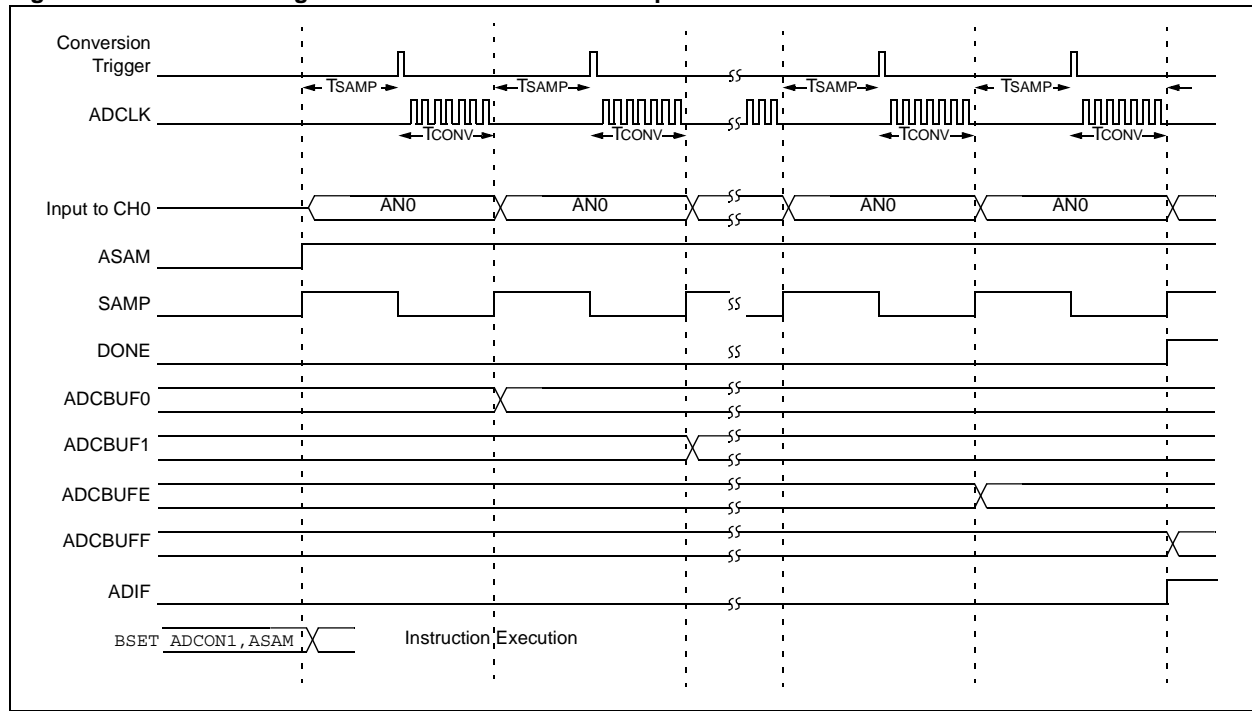 Conversion
Trigger
TSAMP TSAMP TSAMP TSAMP
ADCLK
TCONV TCONV TCONV TCONV
Input to CH0 AN0 AN0 AN0 AN0
ASAM
SAMP
DONE
ADCBUF0
ADCBUF1
ADCBUFE
ADCBUFF
ADIF
BSET ADCON1,ASAM Instruction Execution